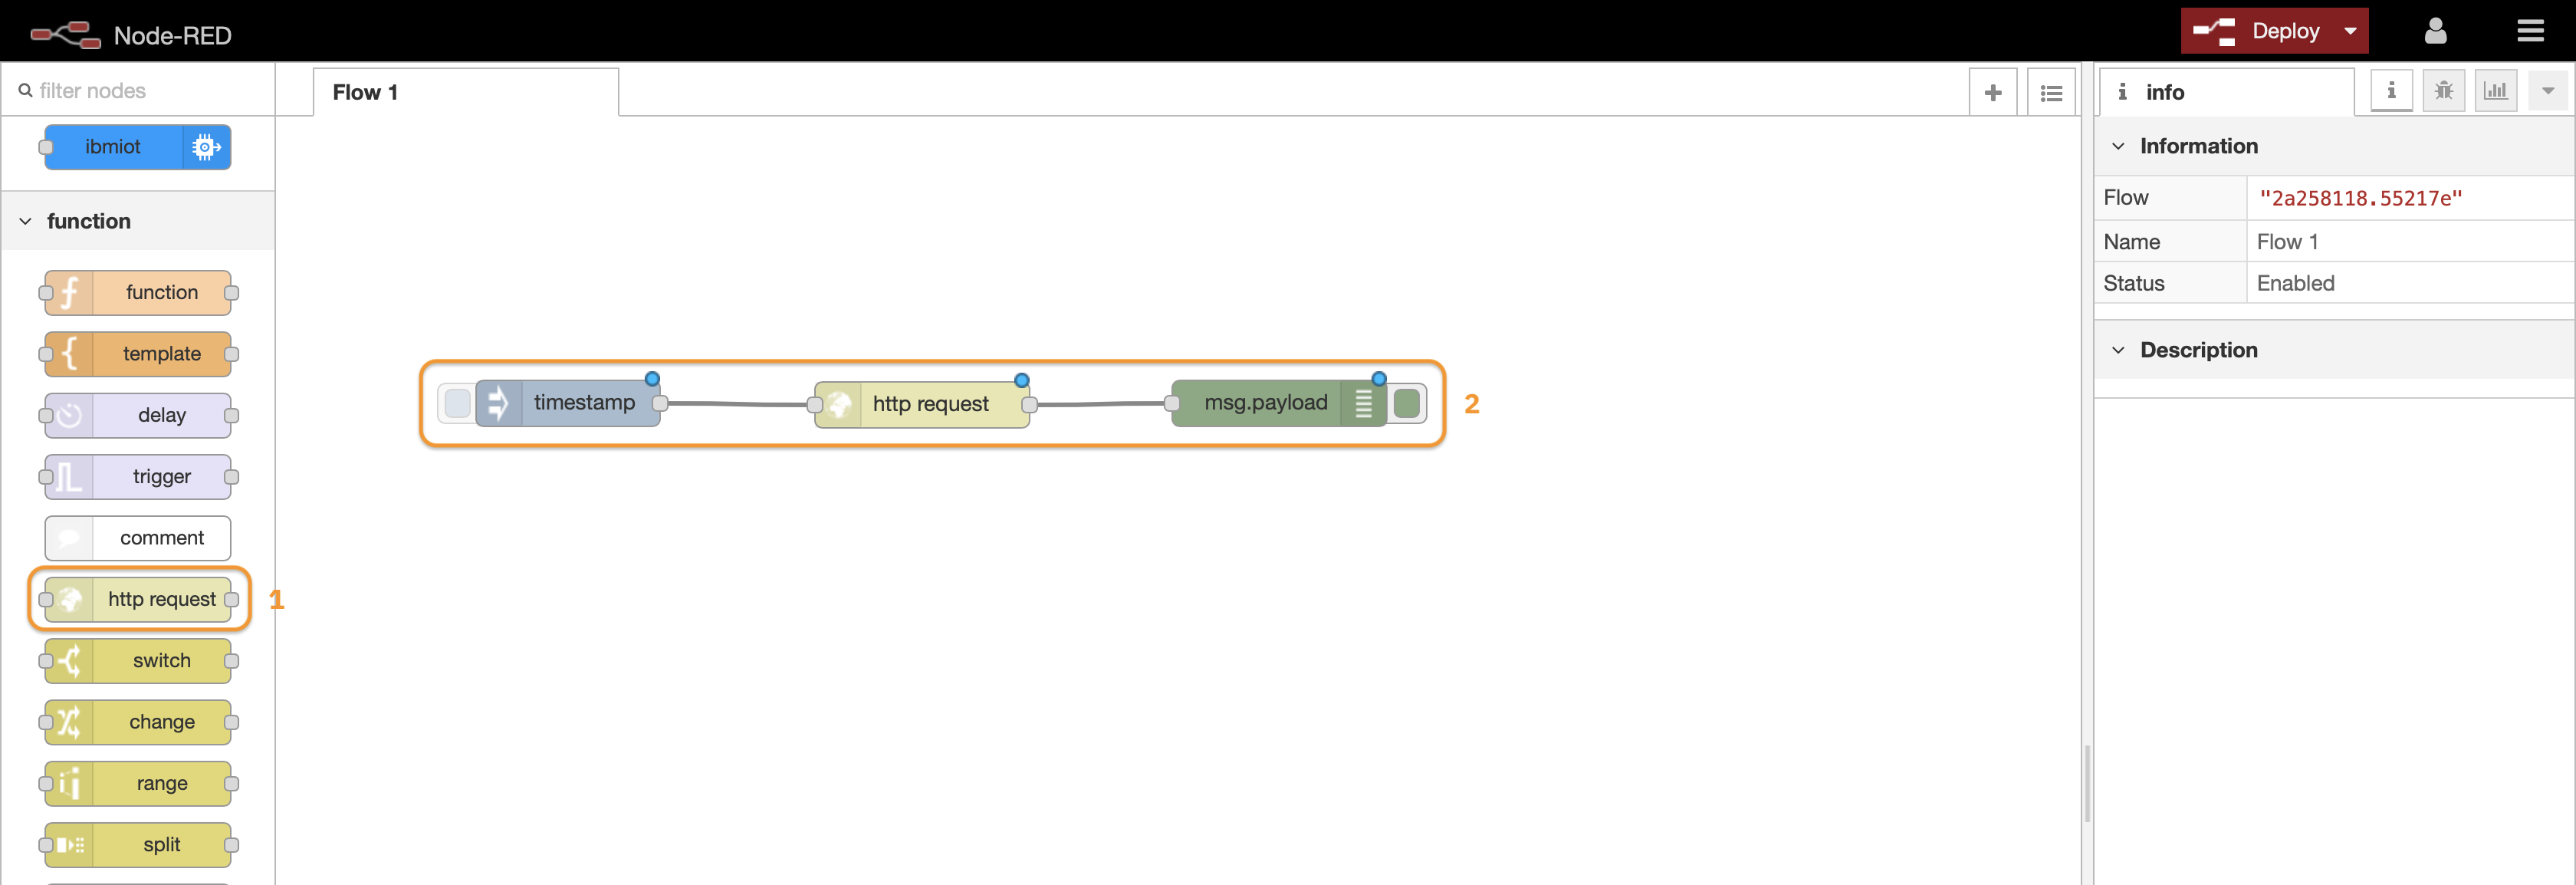 Node-RED
Deploy
filter nodes
ibmiot
function
function
template
delay
trigger
comment
http request
1
switch
change
range
split
Flow 1
timestamp
http request
msg.payload
2
info
Information
Flow "2a258118.55217e"
Name Flow 1
Status Enabled
Description